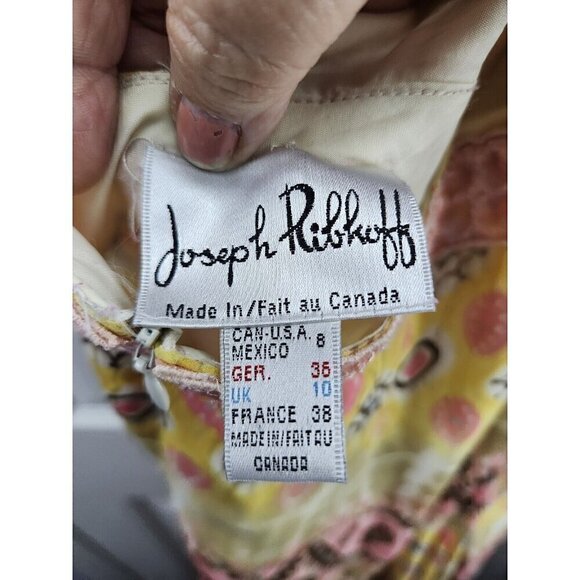 Joseph Ribkoff
Made In/Fait au Canada
CAN-U.S.A. 8
MEXICO
GER. 36
UK 10
FRANCE 38
MADE IN/FAIT AU
CANADA